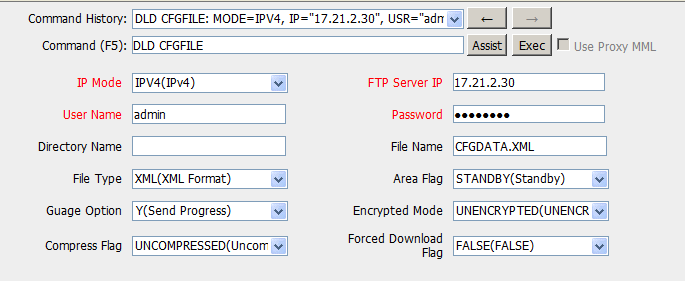 Command History: DLD CFGFILE: MODE=IPV4, IP="17.21.2.30", USR="adm ← →
Command (F5): DLD CFGFILE Assist Exec Use Proxy MML
IP Mode IPV4(IPv4) FTP Server IP 17.21.2.30
User Name admin Password ●●●●●●●●
Directory Name File Name CFGDATA.XML
File Type XML(XML Format) Area Flag STANDBY(Standby)
Guage Option Y(Send Progress) Encrypted Mode UNENCRYPTED(UNENCR
Compress Flag UNCOMPRESSED(Uncom Forced Download Flag FALSE(FALSE)